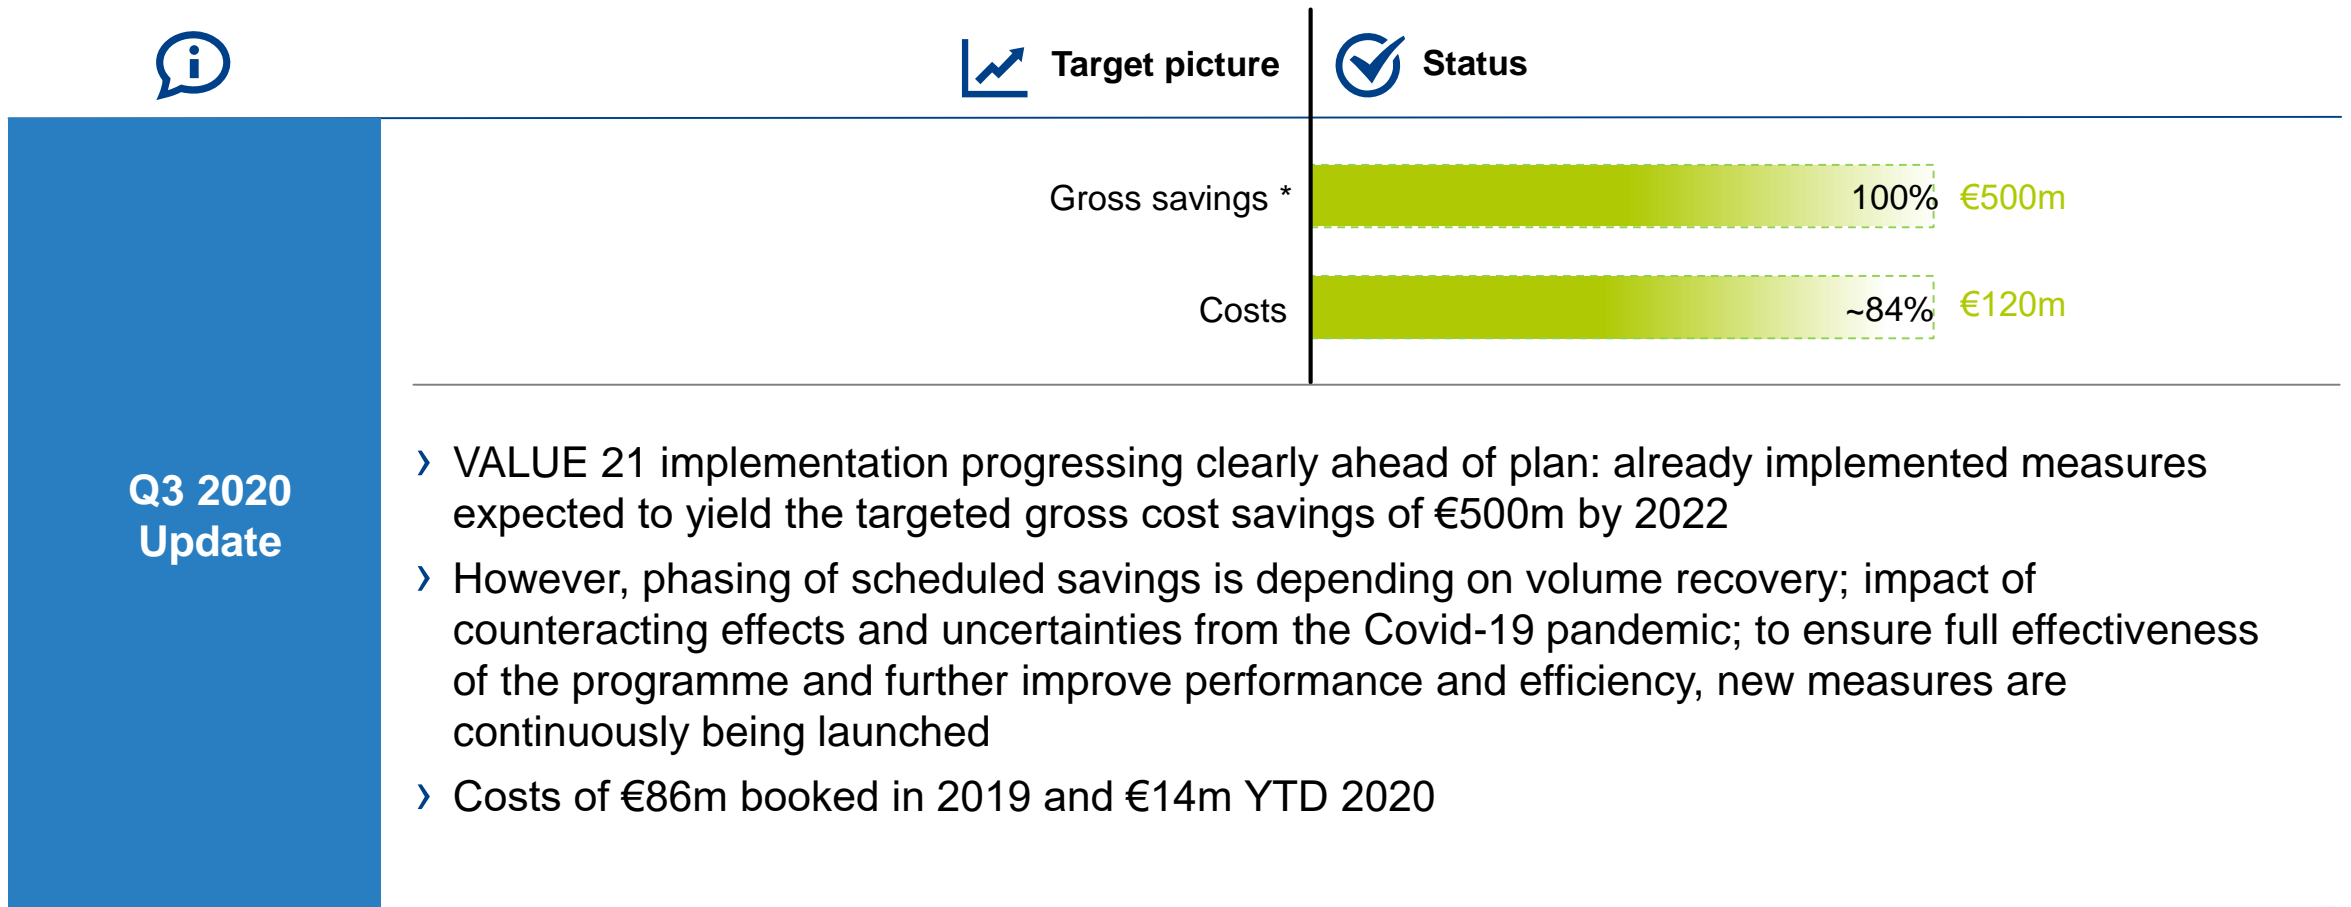 Target picture
Status
Gross savings *
100%
€500m
Costs
~84%
€120m
Q3 2020
Update
› VALUE 21 implementation progressing clearly ahead of plan: already implemented measures
expected to yield the targeted gross cost savings of €500m by 2022
› However, phasing of scheduled savings is depending on volume recovery; impact of
counteracting effects and uncertainties from the Covid-19 pandemic; to ensure full effectiveness
of the programme and further improve performance and efficiency, new measures are
continuously being launched
› Costs of €86m booked in 2019 and €14m YTD 2020